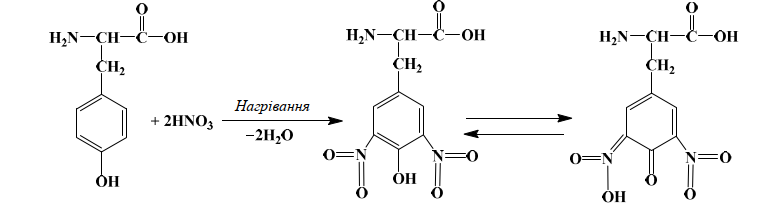 O O O
H₂N—CH—C—OH H₂N—CH—C—OH H₂N—CH—C—OH
CH₂ CH₂ CH₂
+ 2HNO₃ Нагрівання
−2H₂O
O N N O O N N O
OH OH O
O O OH O